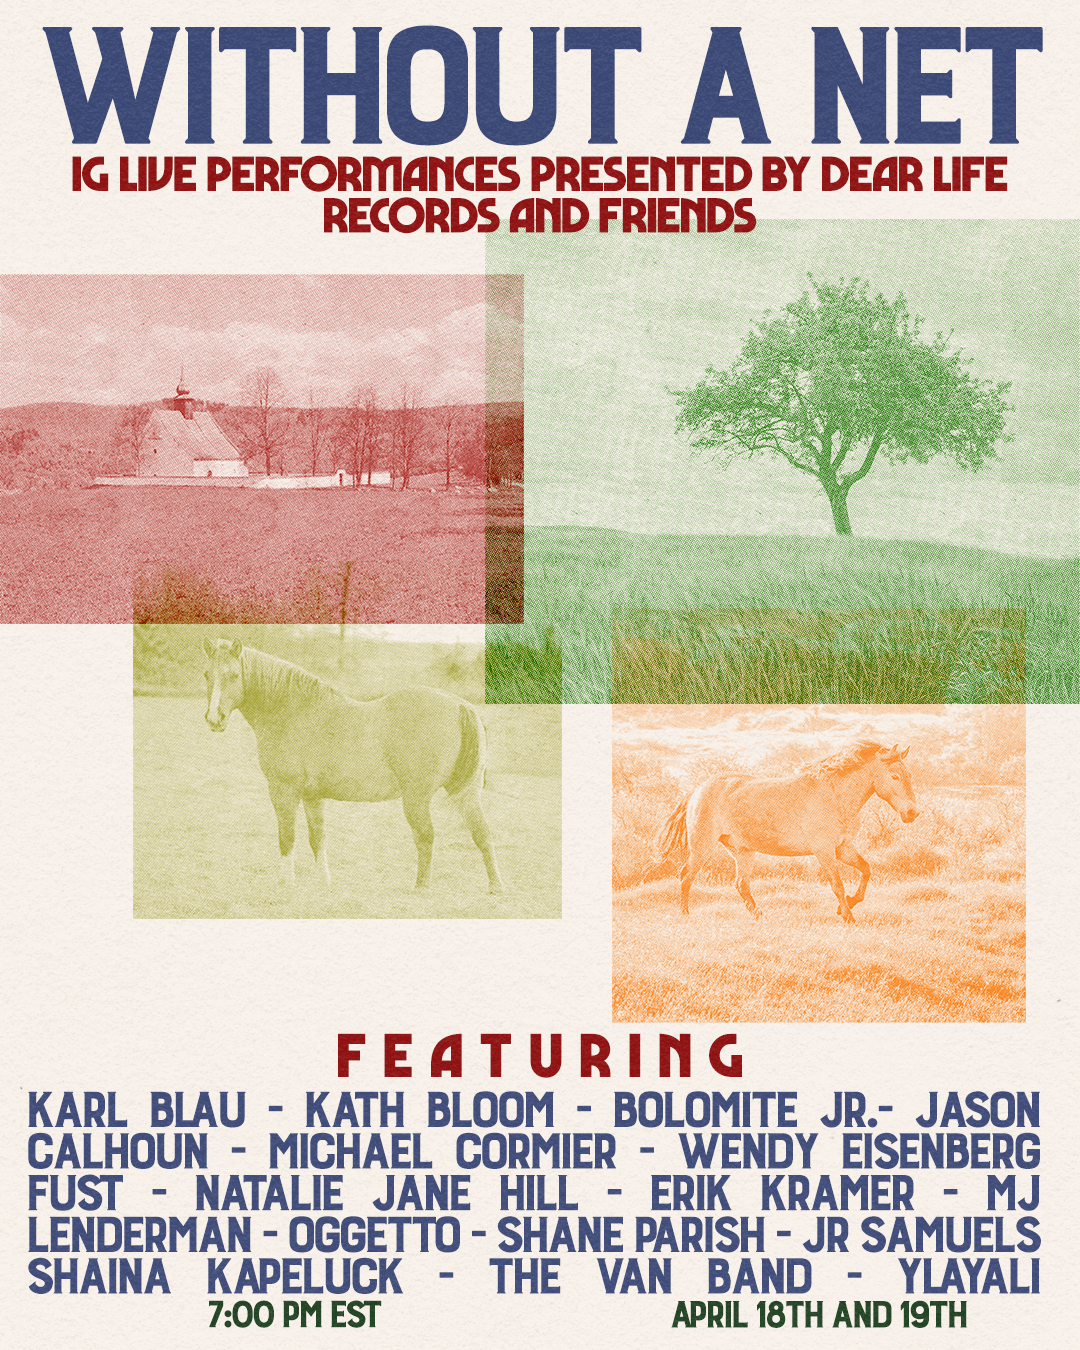 WITHOUT A NET
IG LIVE PERFORMANCES PRESENTED BY DEAR LIFE
RECORDS AND FRIENDS
FEATURING
KARL BLAU - KATH BLOOM - BOLOMITE JR.- JASON
CALHOUN - MICHAEL CORMIER - WENDY EISENBERG
FUST - NATALIE JANE HILL - ERIK KRAMER - MJ
LENDERMAN - OGGETTO - SHANE PARISH - JR SAMUELS
SHAINA KAPELUCK - THE VAN BAND - YLAYALI
7:00 PM EST
APRIL 18TH AND 19TH